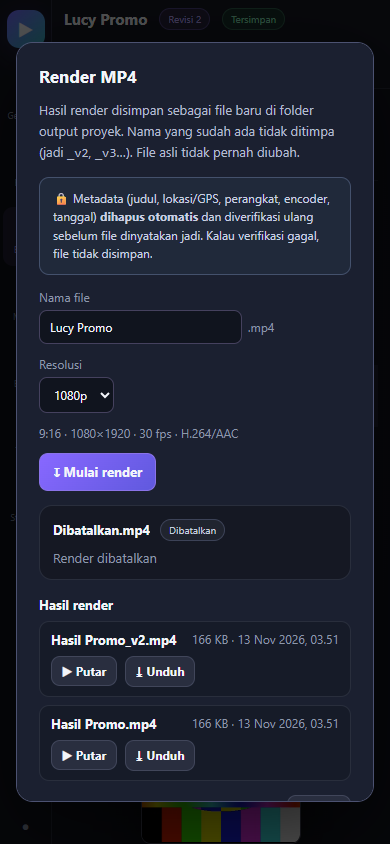 Lucy Promo Revisi 2 Tersimpan
Render MP4
Hasil render disimpan sebagai file baru di folder
output proyek. Nama yang sudah ada tidak ditimpa
(jadi _v2, _v3…). File asli tidak pernah diubah.
🔒 Metadata (judul, lokasi/GPS, perangkat, encoder,
tanggal) dihapus otomatis dan diverifikasi ulang
sebelum file dinyatakan jadi. Kalau verifikasi gagal,
file tidak disimpan.
Nama file
Lucy Promo .mp4
Resolusi
1080p
9:16 · 1080×1920 · 30 fps · H.264/AAC
↧ Mulai render
Dibatalkan.mp4 Dibatalkan
Render dibatalkan
Hasil render
Hasil Promo_v2.mp4 166 KB · 13 Nov 2026, 03.51
▶ Putar ⤓ Unduh
Hasil Promo.mp4 166 KB · 13 Nov 2026, 03.51
▶ Putar ⤓ Unduh